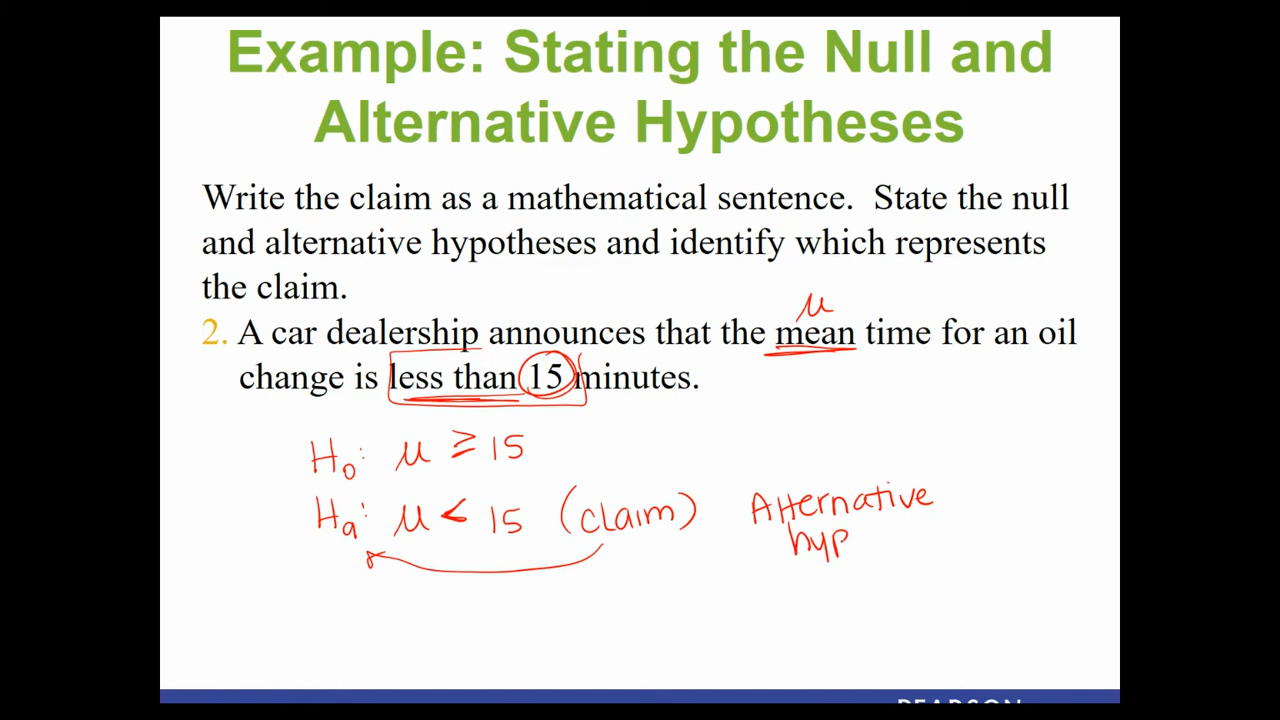 Example: Stating the Null and
Alternative Hypotheses
Write the claim as a mathematical sentence. State the null
and alternative hypotheses and identify which represents
the claim.
μ
2. A car dealership announces that the mean time for an oil
change is less than 15 minutes.
H₀: μ ≥ 15
Hₐ: μ < 15 (claim) Alternative
hyp
PEARSON